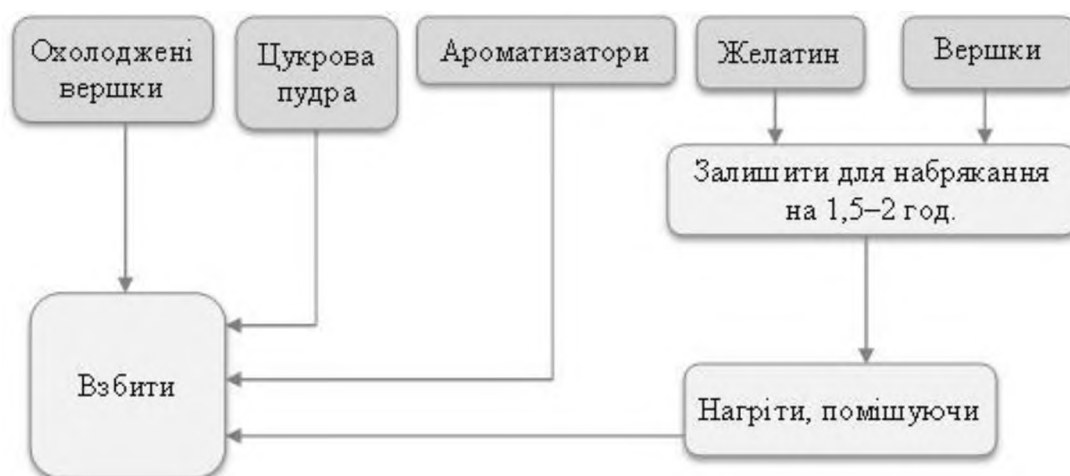 Охолоджені
вершки
Цукрова
пудра
Ароматизатори
Желатин
Вершки
Залишити для набрякання
на 1,5–2 год.
Взбити
Нагріти, помішуючи